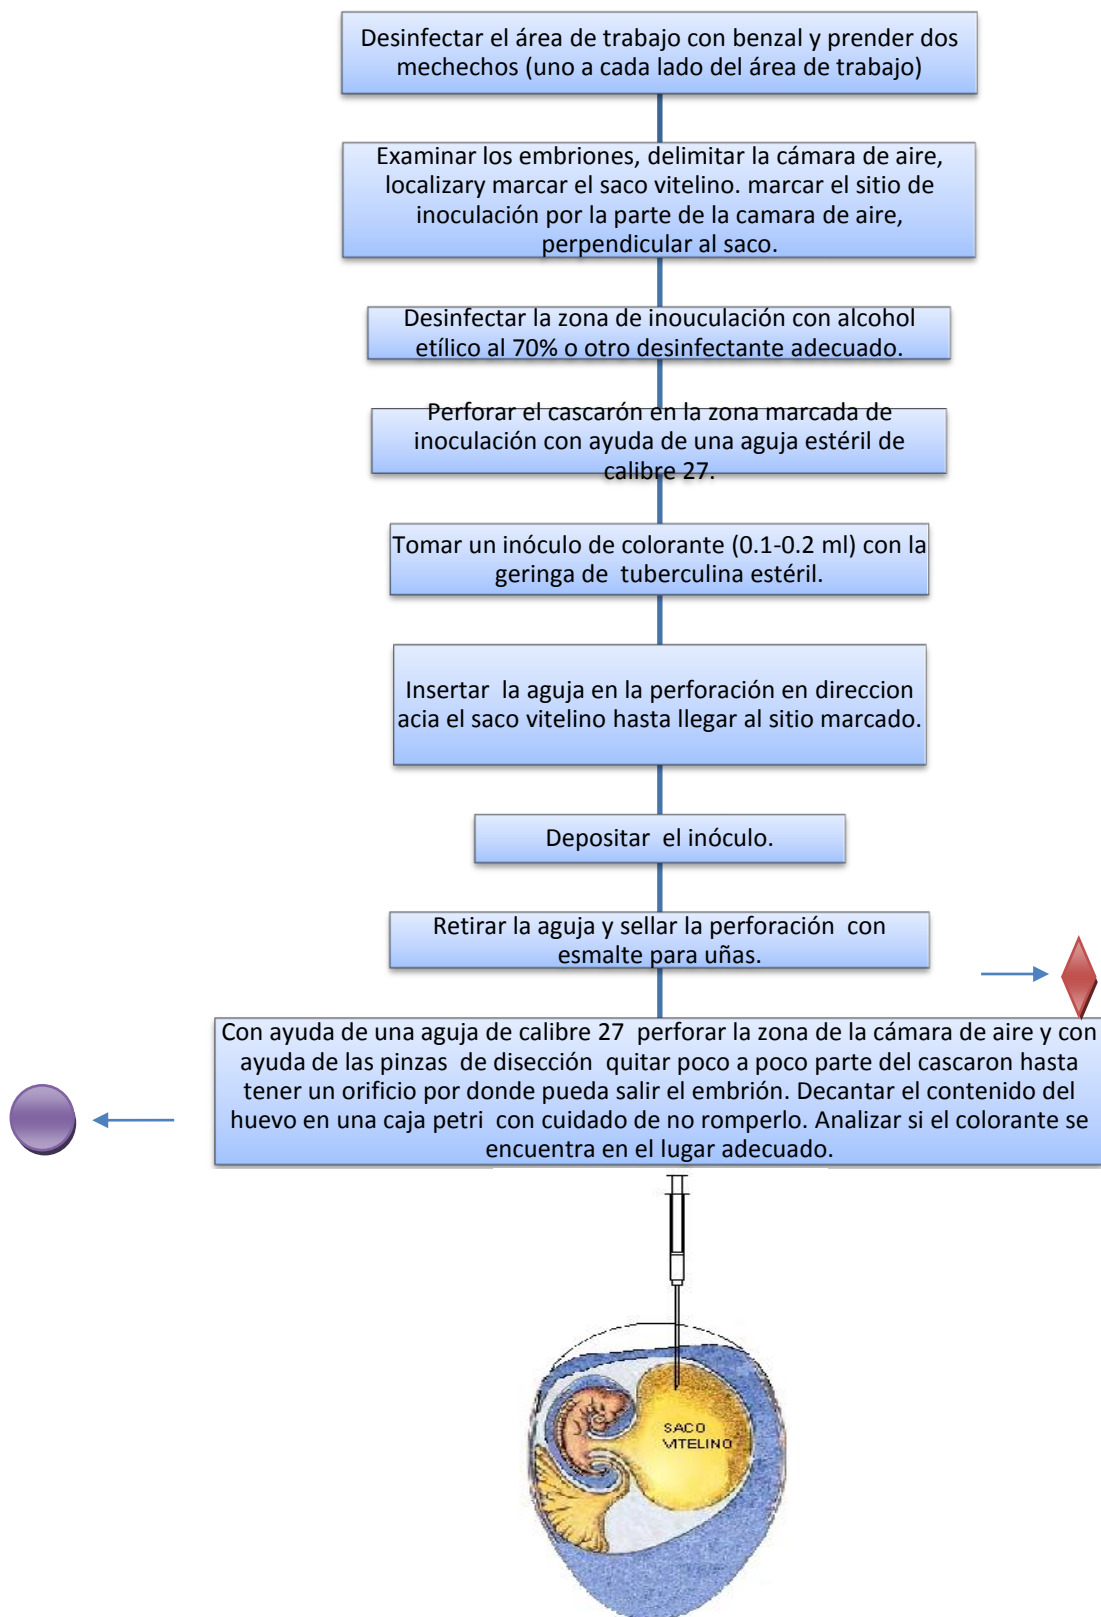 Desinfectar el área de trabajo con benzal y prender dos
mechechos (uno a cada lado del área de trabajo)
Examinar los embriones, delimitar la cámara de aire,
localizary marcar el saco vitelino. marcar el sitio de
inoculación por la parte de la camara de aire,
perpendicular al saco.
Desinfectar la zona de inouculación con alcohol
etílico al 70% o otro desinfectante adecuado.
Perforar el cascarón en la zona marcada de
inoculación con ayuda de una aguja estéril de
calibre 27.
Tomar un inóculo de colorante (0.1-0.2 ml) con la
geringa de tuberculina estéril.
Insertar la aguja en la perforación en direccion
acia el saco vitelino hasta llegar al sitio marcado.
Depositar el inóculo.
Retirar la aguja y sellar la perforación con
esmalte para uñas.
Con ayuda de una aguja de calibre 27 perforar la zona de la cámara de aire y con
ayuda de las pinzas de disección quitar poco a poco parte del cascaron hasta
tener un orificio por donde pueda salir el embrión. Decantar el contenido del
huevo en una caja petri con cuidado de no romperlo. Analizar si el colorante se
encuentra en el lugar adecuado.
SACO
VITELINO